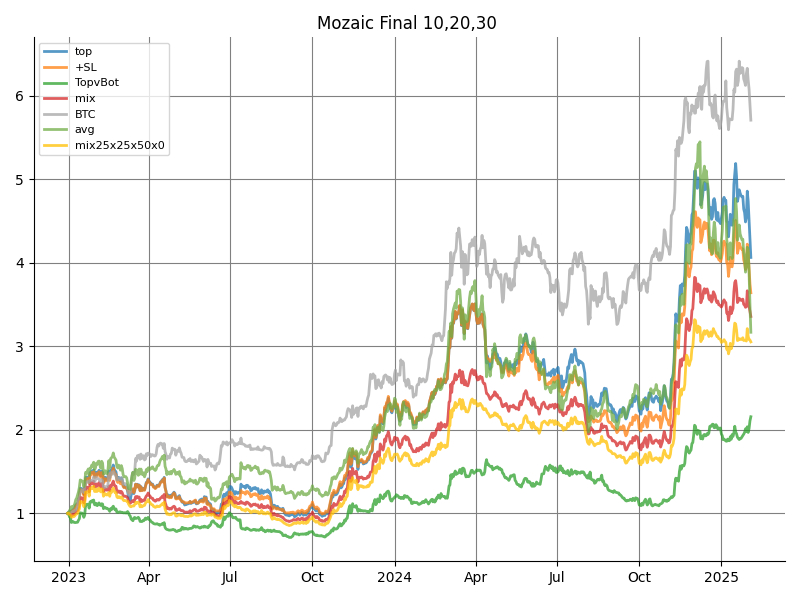 Mozaic Final 10,20,30
top
+SL
TopvBot
mix
BTC
avg
mix25x25x50x0
6
5
4
3
2
1
2023 Apr Jul Oct 2024 Apr Jul Oct 2025